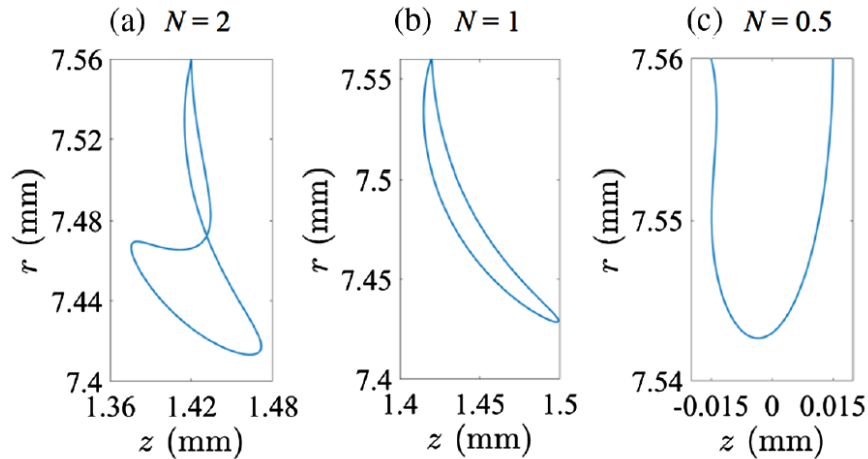 (a) N = 2
7.56
7.52
7.48
7.44
7.4
r (mm)
1.36 1.42 1.48
z (mm)
(b) N = 1
7.55
7.5
7.45
7.4
r (mm)
1.4 1.45 1.5
z (mm)
(c) N = 0.5
7.56
7.55
7.54
r (mm)
-0.015 0 0.015
z (mm)